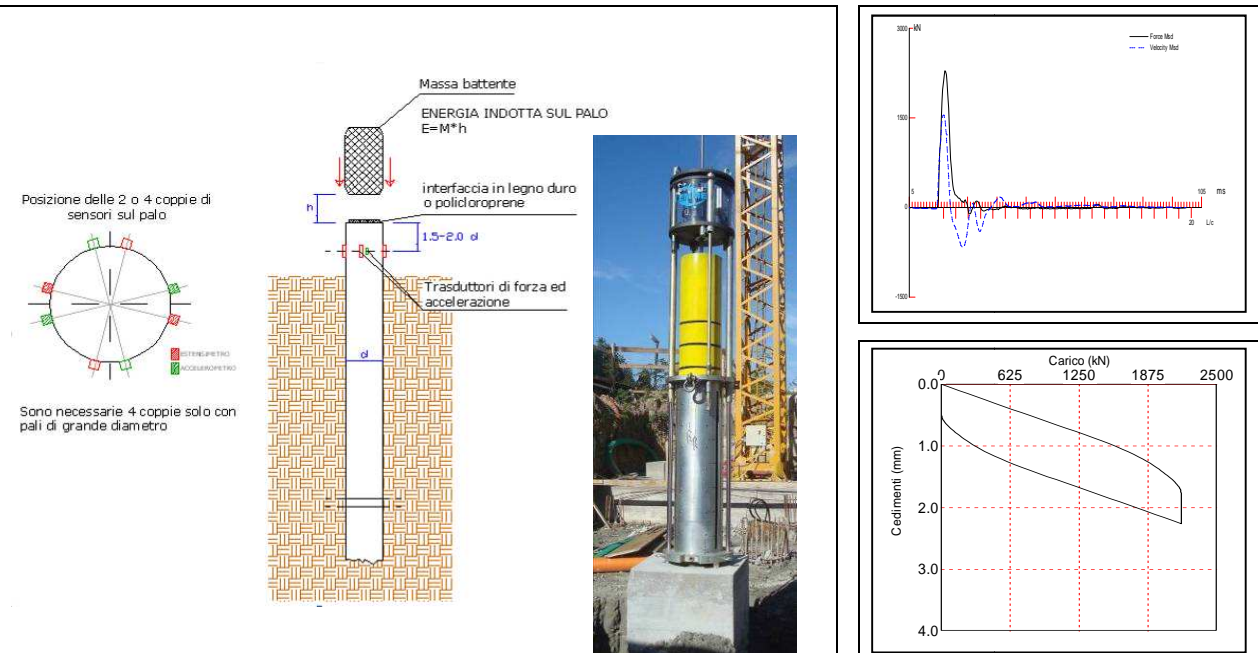 Massa battente
ENERGIA INDOTTA SUL PALO
E=M*h
Posizione delle 2 o 4 coppie di
sensori sul palo
interfaccia in legno duro
o policloroprene
h
1.5-2.0 d
Trasduttori di forza ed
accelerazione
d
ESTENSIMETRO
ACCELEROMETRO
Sono necessarie 4 coppie solo con
pali di grande diametro
3000 kN
Force Msd
Velocity Msd
1500
5
105 ms
0
20 L/c
-1500
Carico (kN)
0 625 1250 1875 2500
0.0
1.0
2.0
3.0
4.0
Cedimenti (mm)